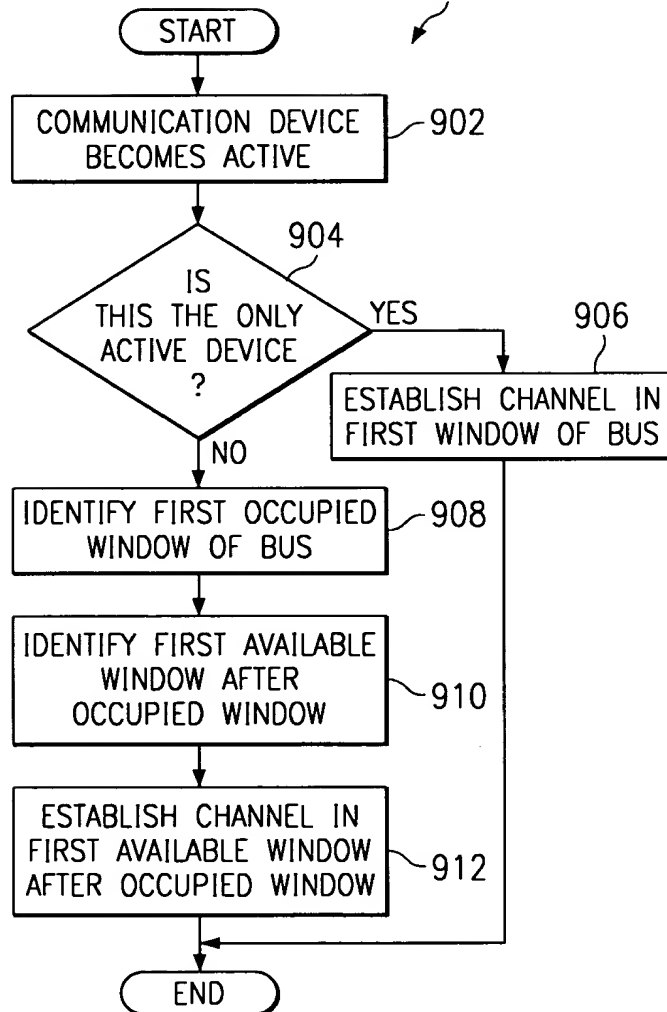 START
COMMUNICATION DEVICE
BECOMES ACTIVE
902
904
IS
THIS THE ONLY
ACTIVE DEVICE
?
YES
906
ESTABLISH CHANNEL IN
FIRST WINDOW OF BUS
NO
IDENTIFY FIRST OCCUPIED
WINDOW OF BUS
908
IDENTIFY FIRST AVAILABLE
WINDOW AFTER
OCCUPIED WINDOW
910
ESTABLISH CHANNEL IN
FIRST AVAILABLE WINDOW
AFTER OCCUPIED WINDOW
912
END